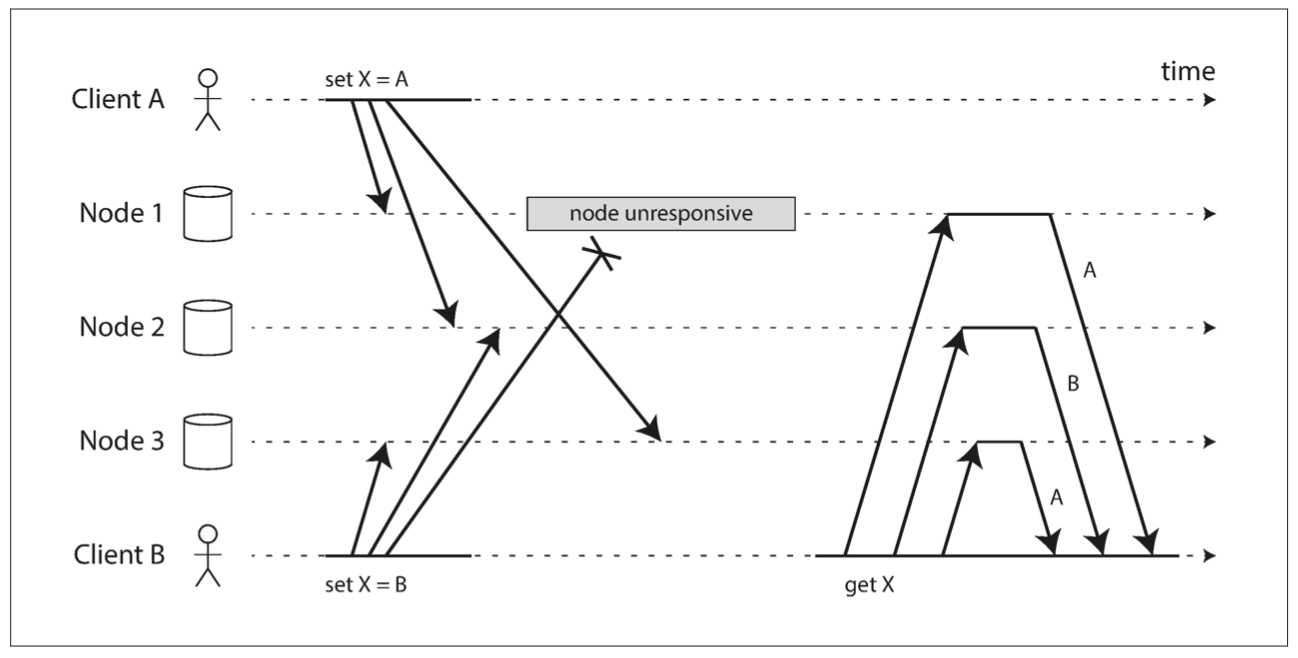 time
set X = A
Client A
Node 1
node unresponsive
A
Node 2
B
Node 3
A
Client B
set X = B
get X